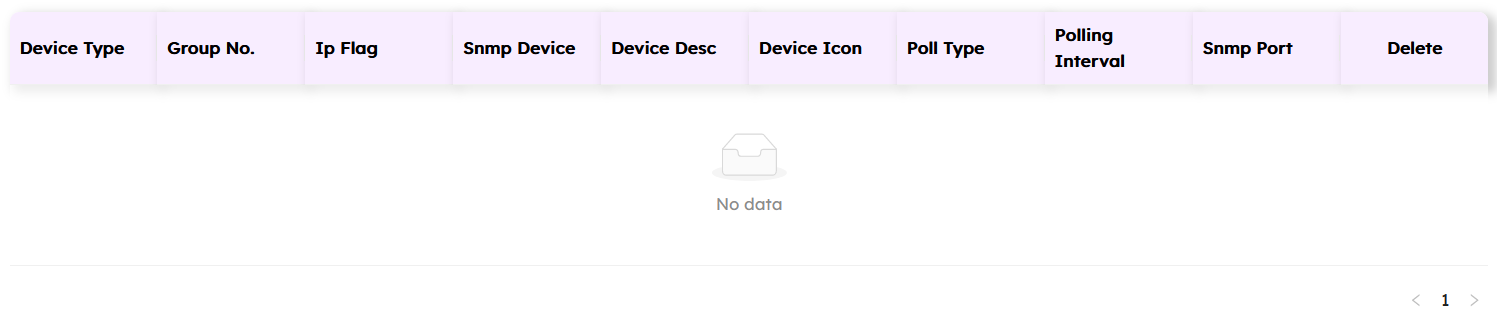 Device Type Group No. Ip Flag Snmp Device Device Desc Device Icon Poll Type Polling Interval Snmp Port Delete
No data
1